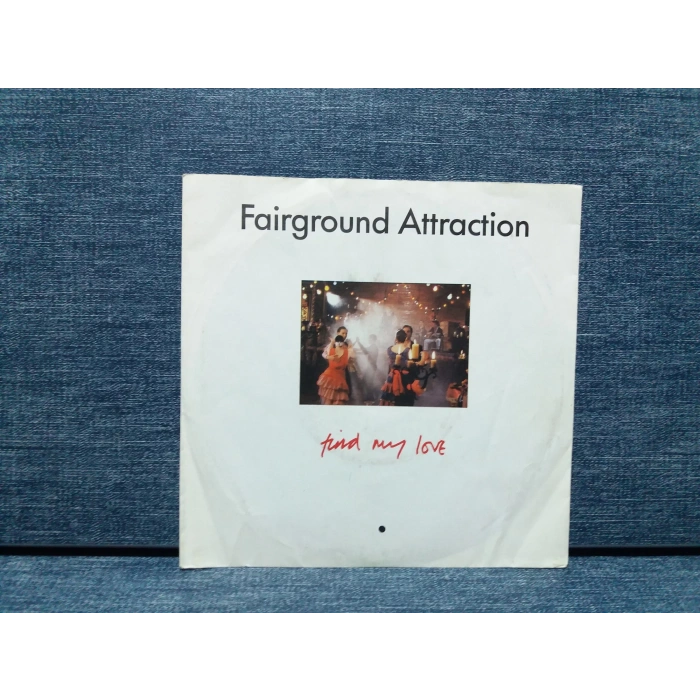 Fairground Attraction
find my love